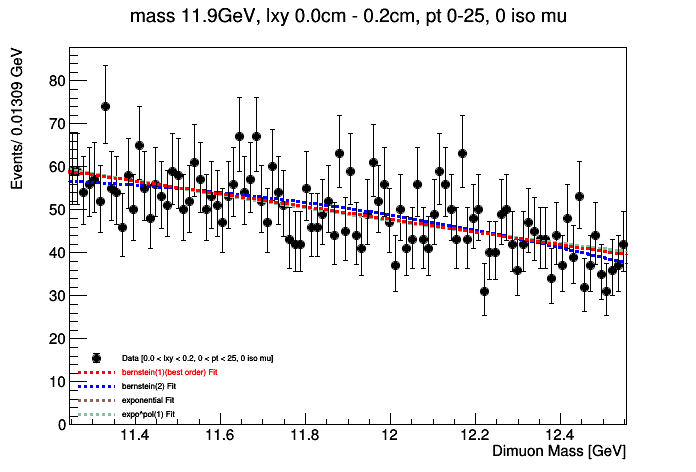 mass 11.9GeV, lxy 0.0cm - 0.2cm, pt 0-25, 0 iso mu
Events/ 0.01309 GeV
80
70
60
50
40
30
20
10
0
Data [0.0 < lxy < 0.2, 0 < pt < 25, 0 iso mu]
bernstein(1)(best order) Fit
bernstein(2) Fit
exponential Fit
expo*pol(1) Fit
11.4 11.6 11.8 12 12.2 12.4
Dimuon Mass [GeV]